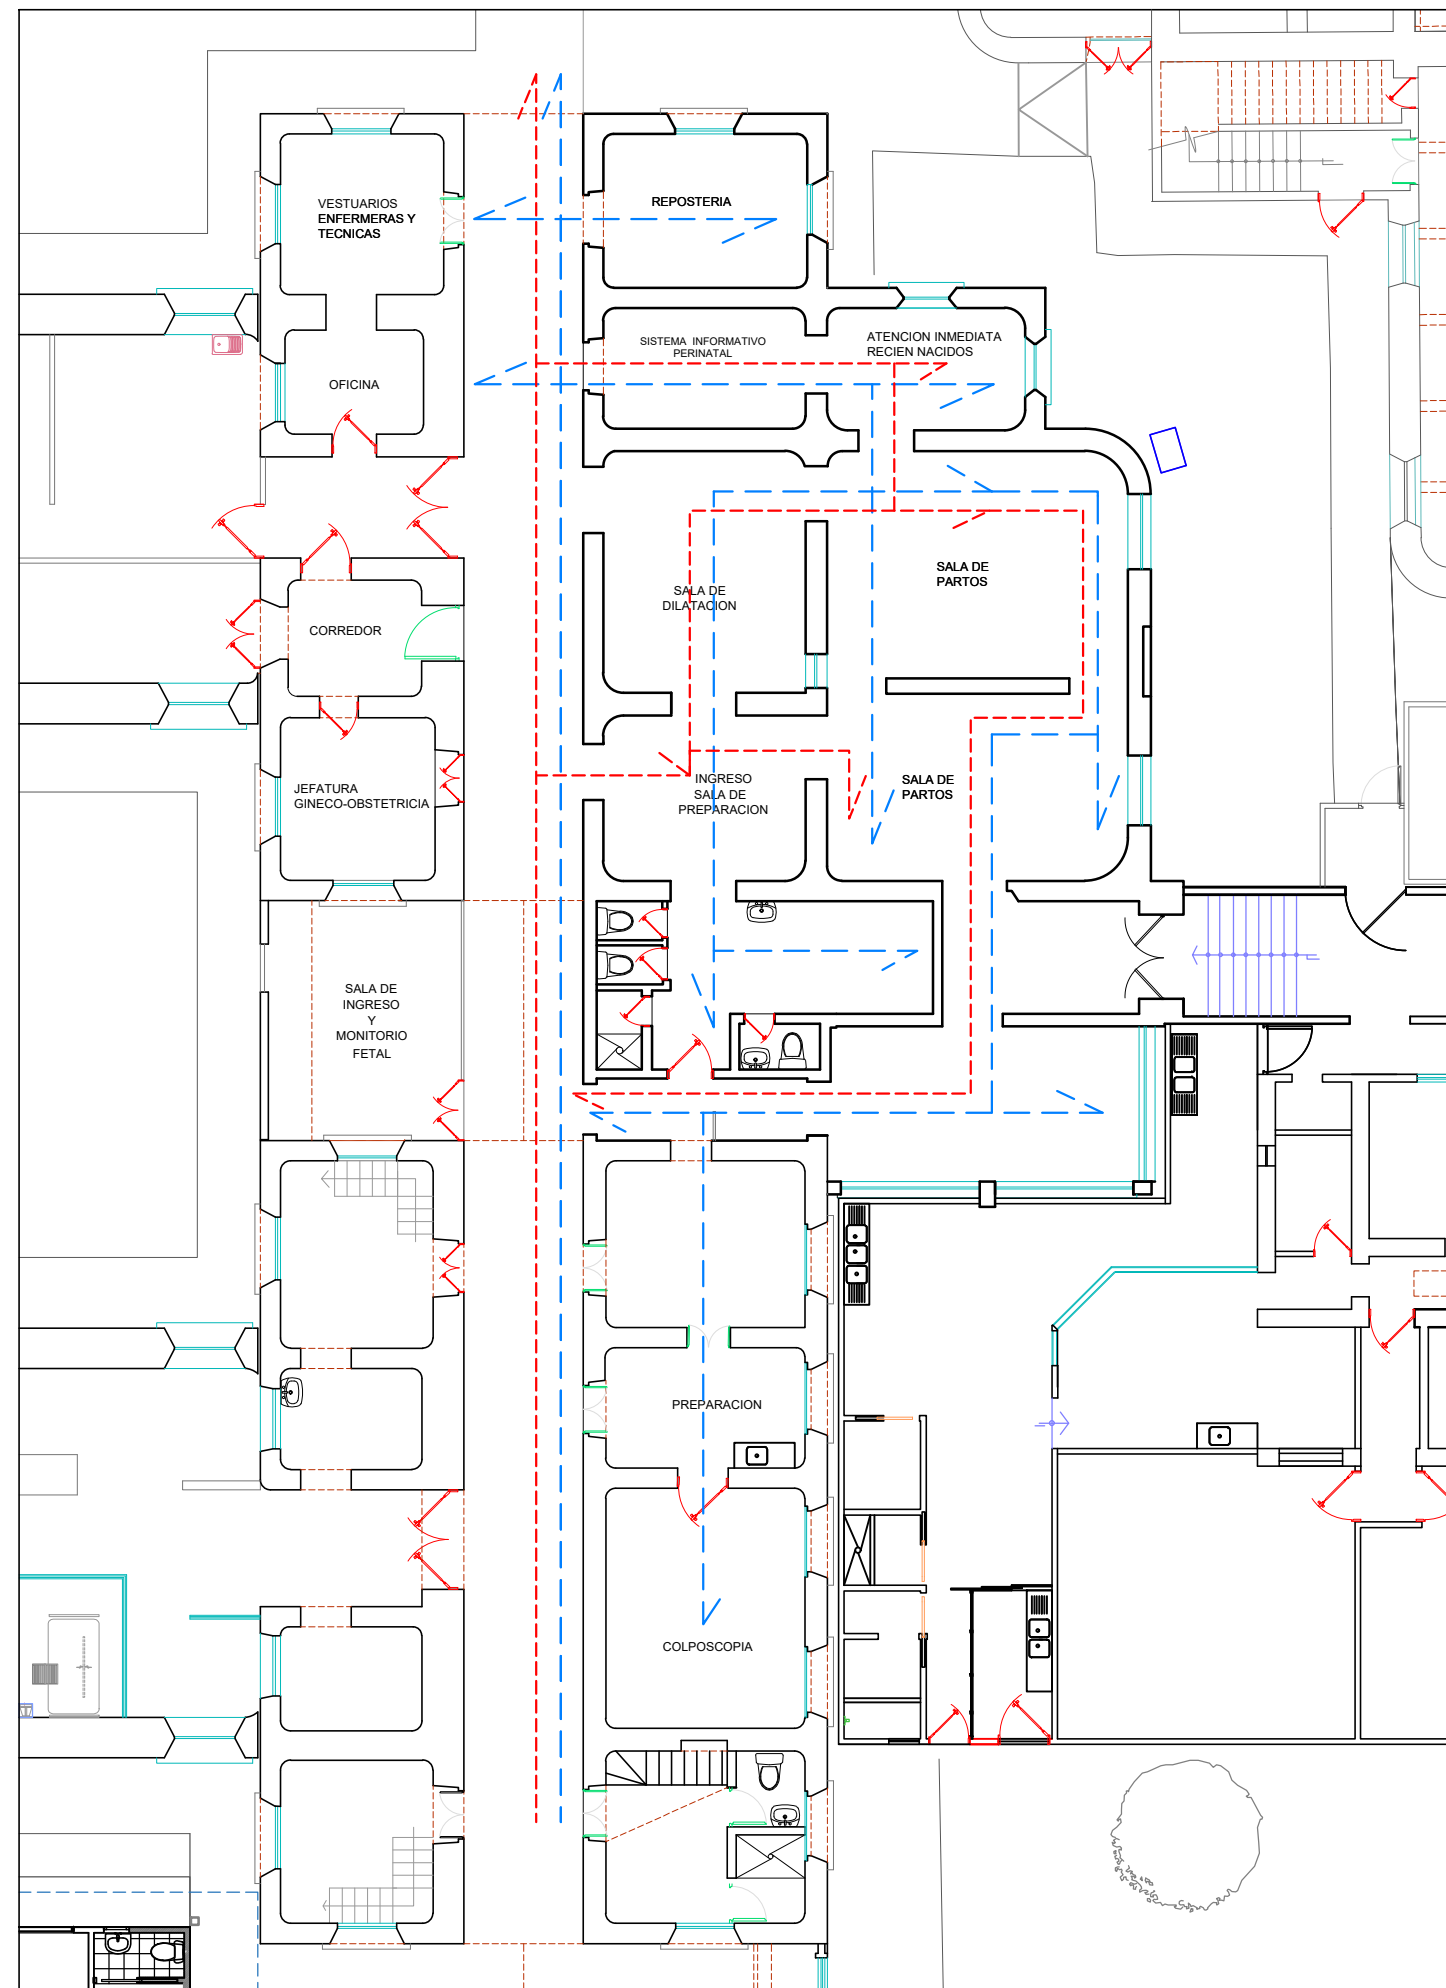 VESTUARIOS
ENFERMERAS Y
TECNICAS
REPOSTERIA
SISTEMA INFORMATIVO
PERINATAL
ATENCION INMEDIATA
RECIEN NACIDOS
OFICINA
SALA DE
PARTOS
SALA DE
DILATACION
CORREDOR
JEFATURA
GINECO-OBSTETRICIA
INGRESO
SALA DE
PREPARACION
SALA DE
PARTOS
SALA DE
INGRESO
Y
MONITORIO
FETAL
PREPARACION
COLPOSCOPIA